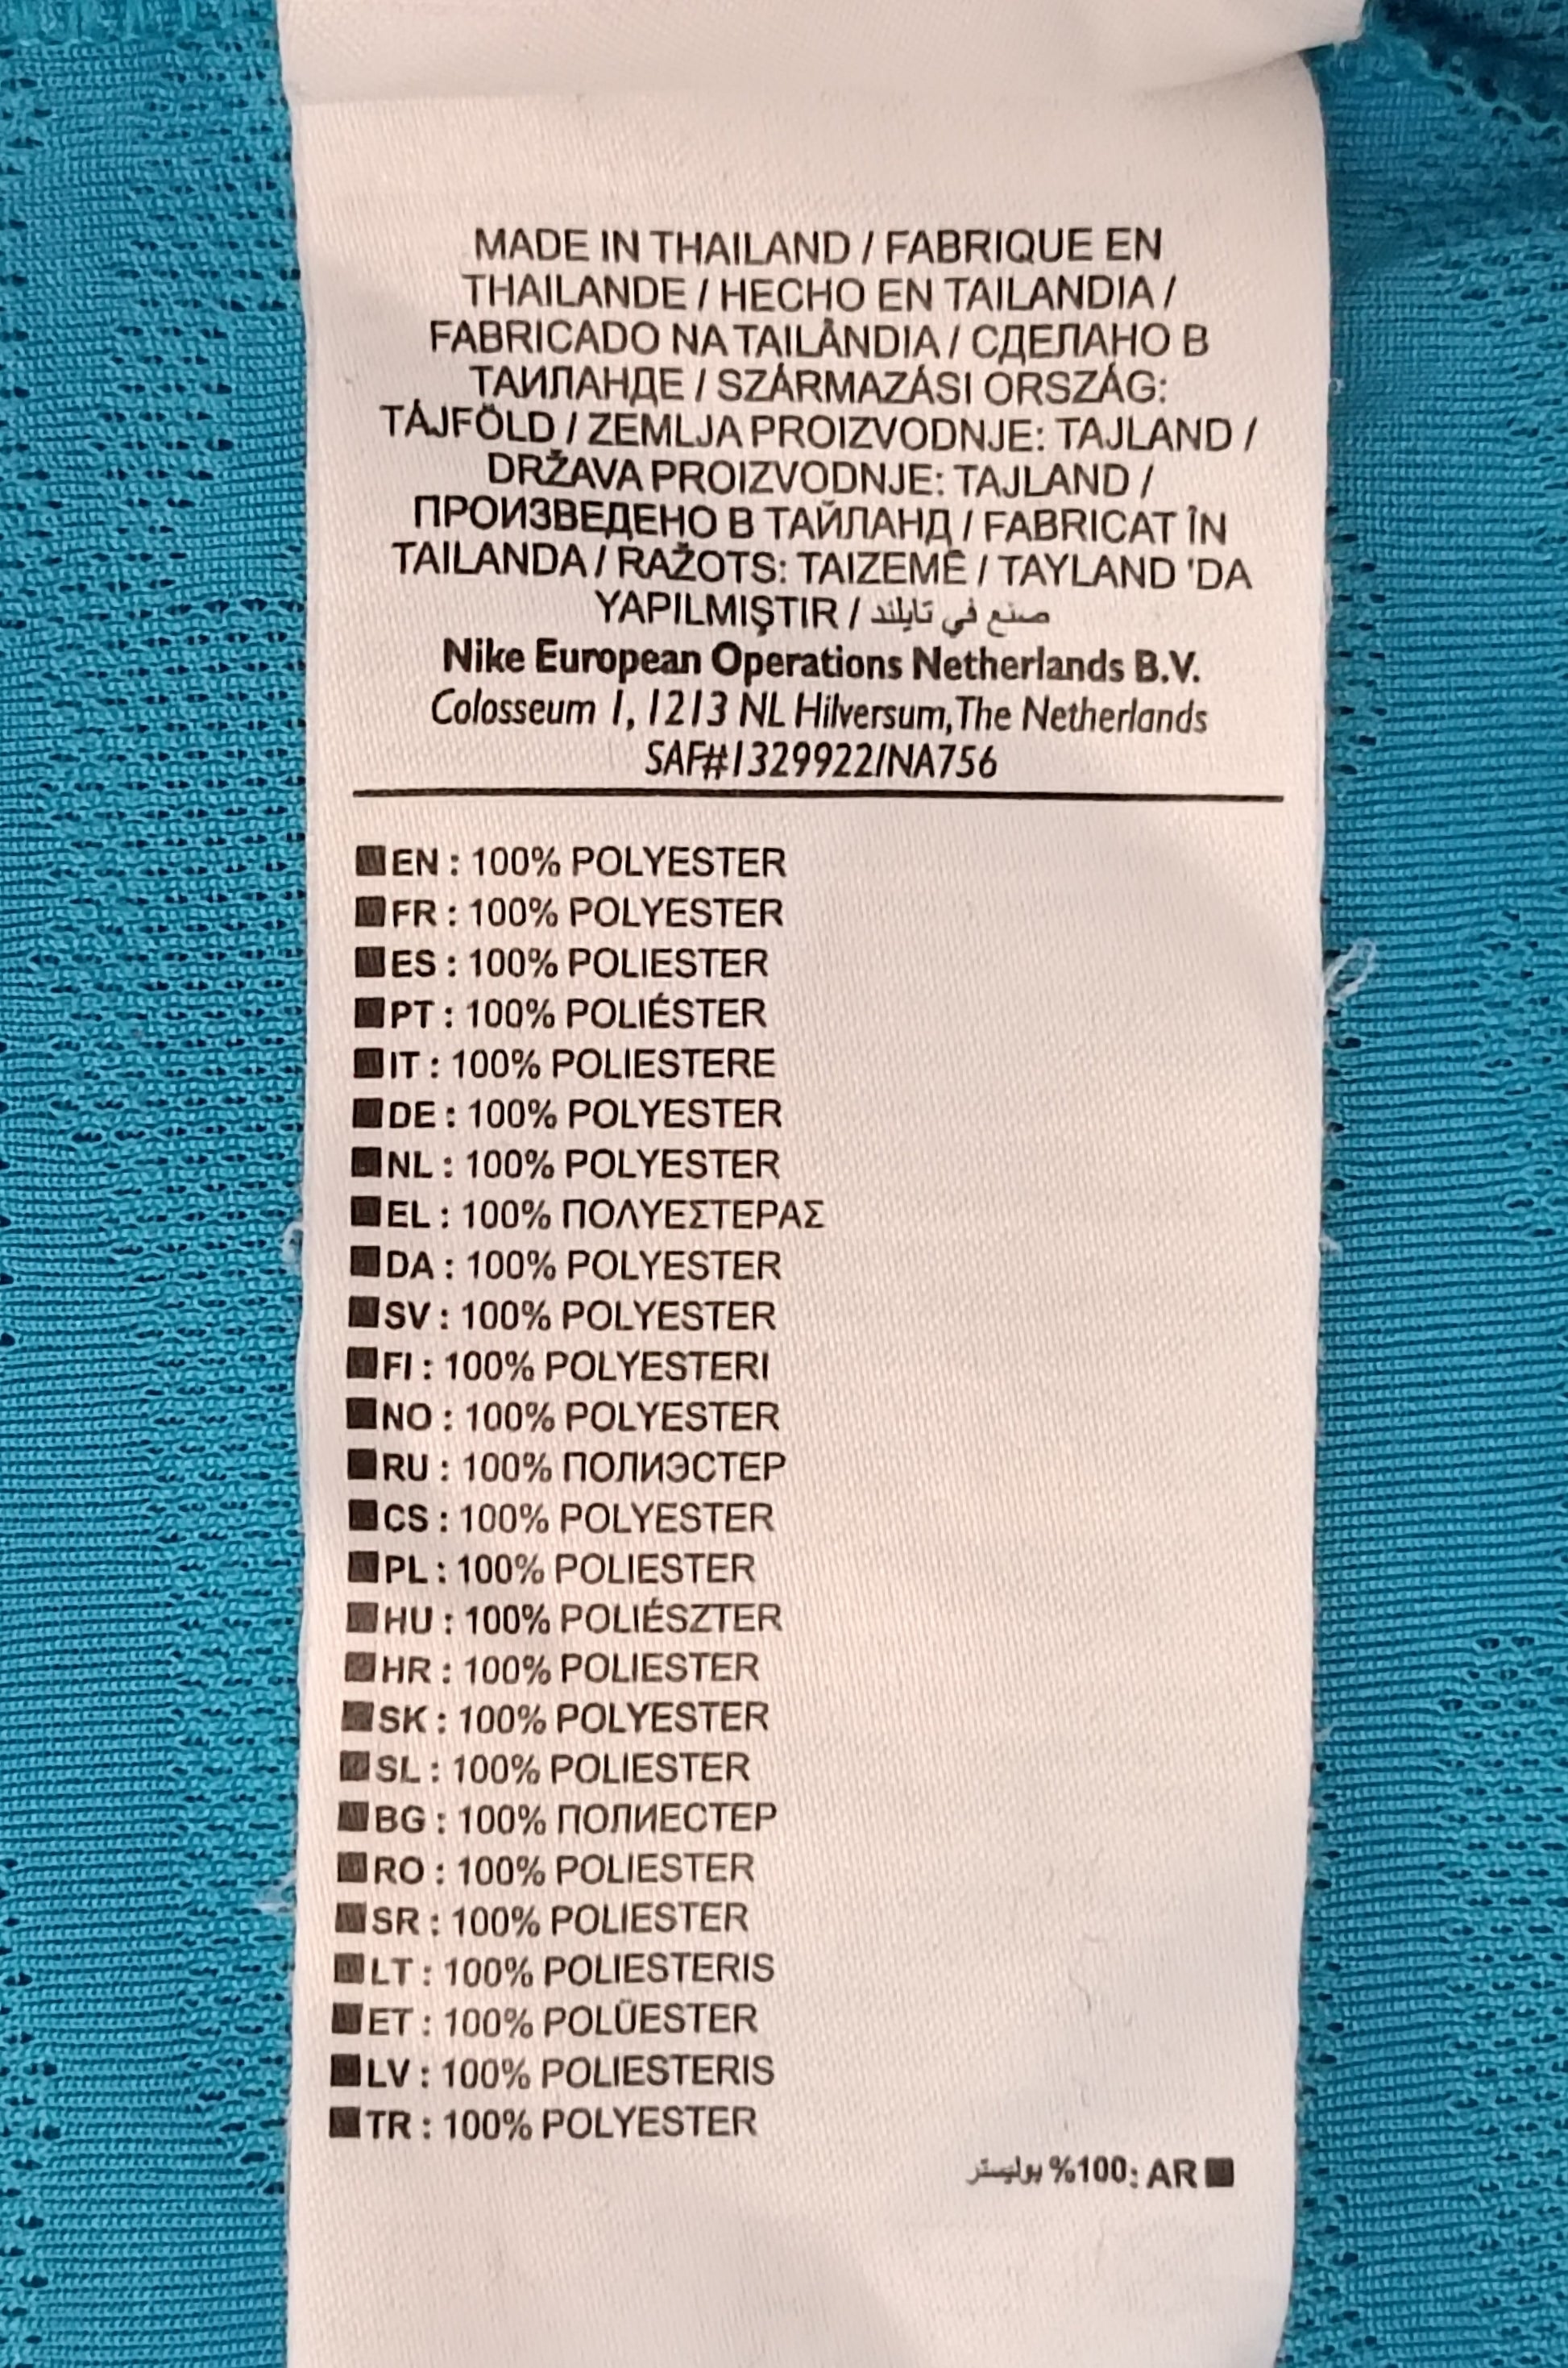 MADE IN THAILAND / FABRIQUE EN
THAILANDE / HECHO EN TAILANDIA /
FABRICADO NA TAILÂNDIA / СДЕЛАНО В
ТАИЛАНДЕ / SZÁRMAZÁSI ORSZÁG:
TÁJFÖLD / ZEMLJA PROIZVODNJE: TAJLAND /
DRŽAVA PROIZVODNJE: TAJLAND /
ПРОИЗВЕДЕНО В ТАЙЛАНД / FABRICAT ÎN
TAILANDA / RAŽOTS: TAIZEMĒ / TAYLAND 'DA
YAPILMIŞTIR / صنع في تايلند
Nike European Operations Netherlands B.V.
Colosseum 1, 1213 NL Hilversum, The Netherlands
SAF#1329922/NA756
■EN : 100% POLYESTER
■FR : 100% POLYESTER
■ES : 100% POLIESTER
■PT : 100% POLIÉSTER
■IT : 100% POLIESTERE
■DE : 100% POLYESTER
■NL : 100% POLYESTER
■EL : 100% ΠΟΛΥΕΣΤΕΡΑΣ
■DA : 100% POLYESTER
■SV : 100% POLYESTER
■FI : 100% POLYESTERI
■NO : 100% POLYESTER
■RU : 100% ПОЛИЭСТЕР
■CS : 100% POLYESTER
■PL : 100% POLIESTER
■HU : 100% POLIÉSZTER
■HR : 100% POLIESTER
■SK : 100% POLYESTER
■SL : 100% POLIESTER
■BG : 100% ПОЛИЕСТЕР
■RO : 100% POLIESTER
■SR : 100% POLIESTER
■LT : 100% POLIESTERIS
■ET : 100% POLÜESTER
■LV : 100% POLIESTERIS
■TR : 100% POLYESTER
■AR :100% بوليستر